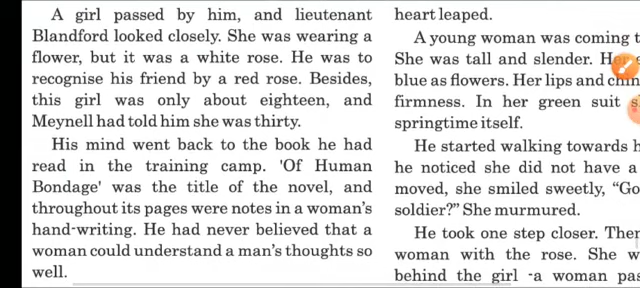 A girl passed by him, and lieutenant
Blandford looked closely. She was wearing a
flower, but it was a white rose. He was to
recognise his friend by a red rose. Besides,
this girl was only about eighteen, and
Meynell had told him she was thirty.
His mind went back to the book he had
read in the training camp. 'Of Human
Bondage' was the title of the novel, and
throughout its pages were notes in a woman's
hand-writing. He had never believed that a
woman could understand a man's thoughts so
well.
heart leaped.
A young woman was coming
She was tall and slender.
blue as flowers. Her lips and
firmness. In her green suit
springtime itself.
He started walking towards
he noticed she did not have a
moved, she smiled sweetly,
soldier?" She murmured.
He took one step closer.
woman with the rose. She
behind the girl -a woman